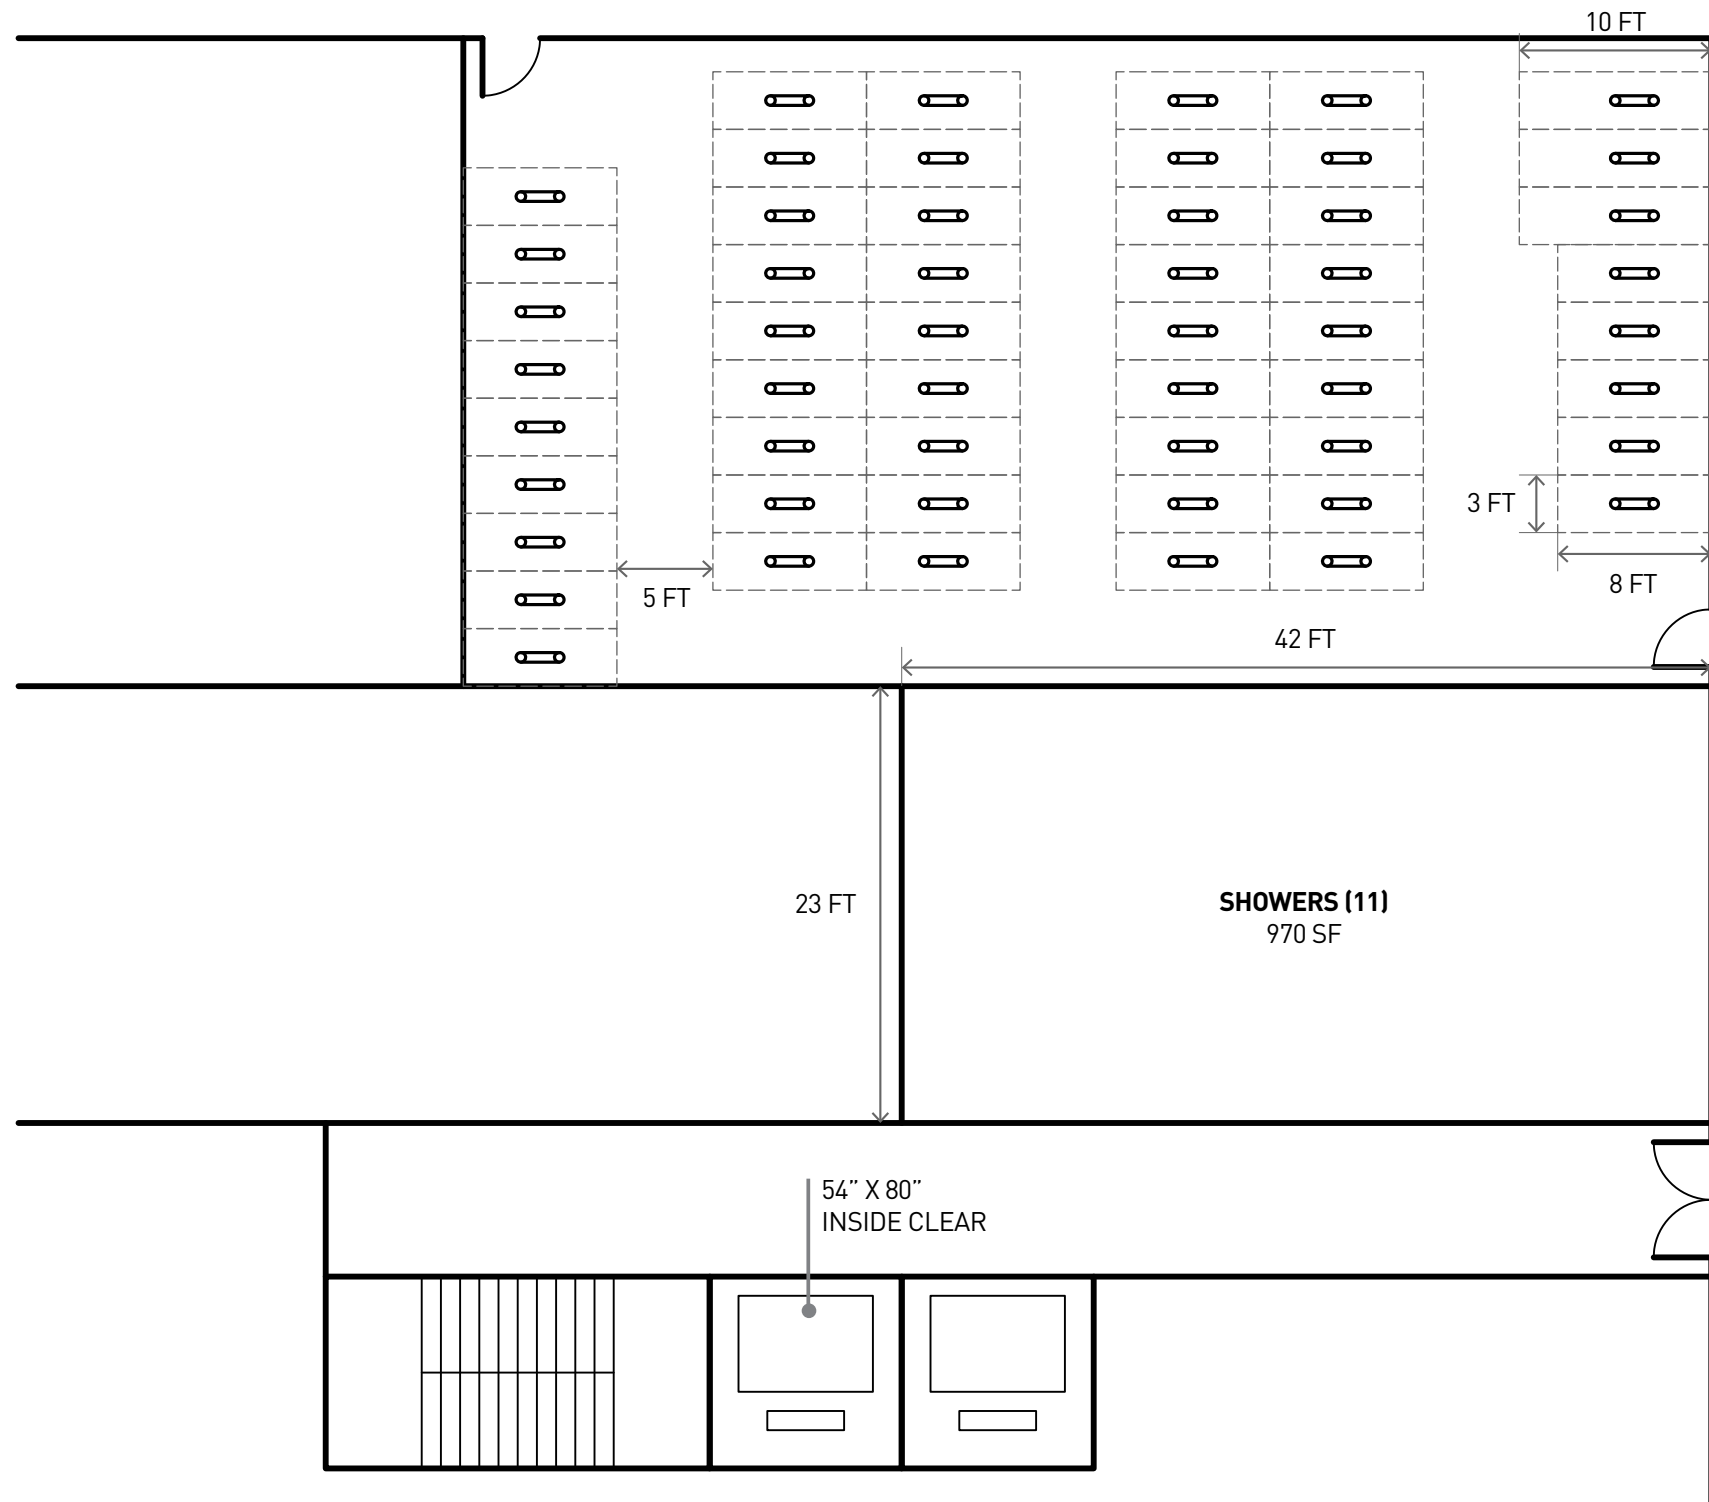 10 FT
3 FT
5 FT
8 FT
42 FT
23 FT
SHOWERS (11)
970 SF
54” X 80”
INSIDE CLEAR